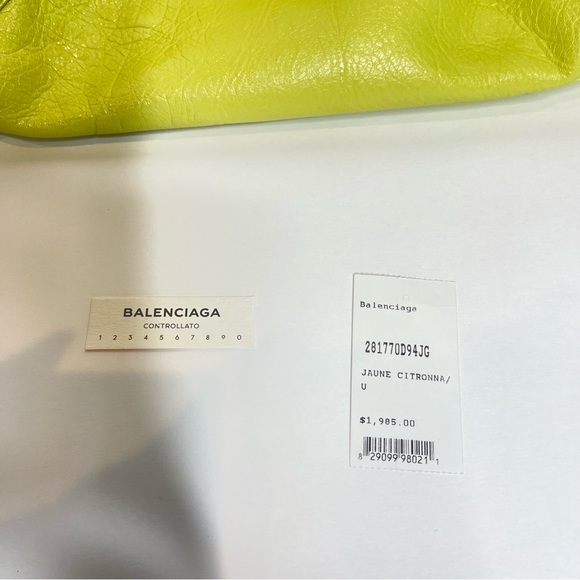 BALENCIAGA
CONTROLLATO
1 2 3 4 5 6 7 8 9 0
Balenciaga
281770D94JG
JAUNE CITRONNA/
U
$1,985.00
8 29099 98021 1